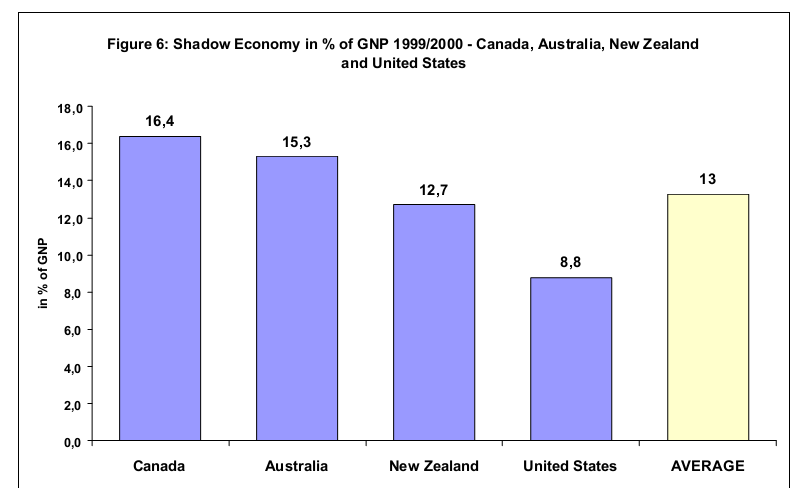 Figure 6: Shadow Economy in % of GNP 1999/2000 - Canada, Australia, New Zealand
and United States
18,0
16,0
14,0
12,0
10,0
8,0
6,0
4,0
2,0
0,0
in % of GNP
16,4
15,3
12,7
8,8
13
Canada
Australia
New Zealand
United States
AVERAGE